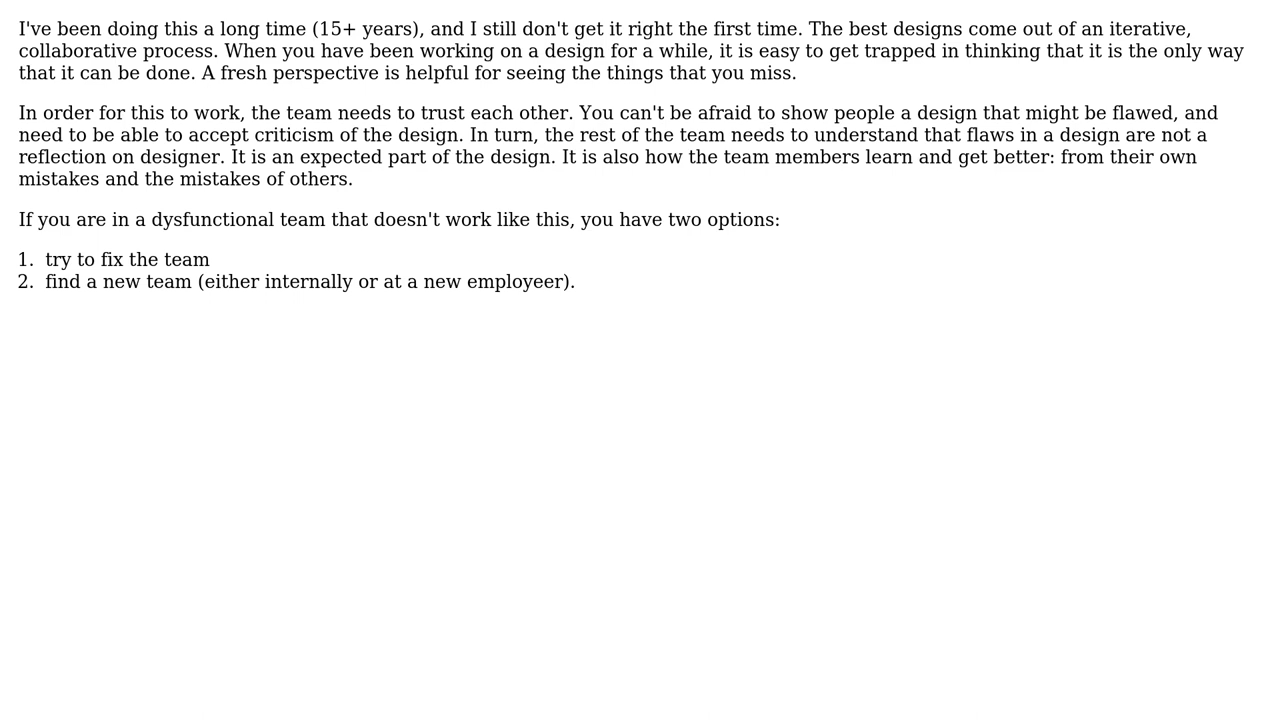 I've been doing this a long time (15+ years), and I still don't get it right the first time. The best designs come out of an iterative,
collaborative process. When you have been working on a design for a while, it is easy to get trapped in thinking that it is the only way
that it can be done. A fresh perspective is helpful for seeing the things that you miss.
In order for this to work, the team needs to trust each other. You can't be afraid to show people a design that might be flawed, and
need to be able to accept criticism of the design. In turn, the rest of the team needs to understand that flaws in a design are not a
reflection on designer. It is an expected part of the design. It is also how the team members learn and get better: from their own
mistakes and the mistakes of others.
If you are in a dysfunctional team that doesn't work like this, you have two options:
1. try to fix the team
2. find a new team (either internally or at a new employeer).